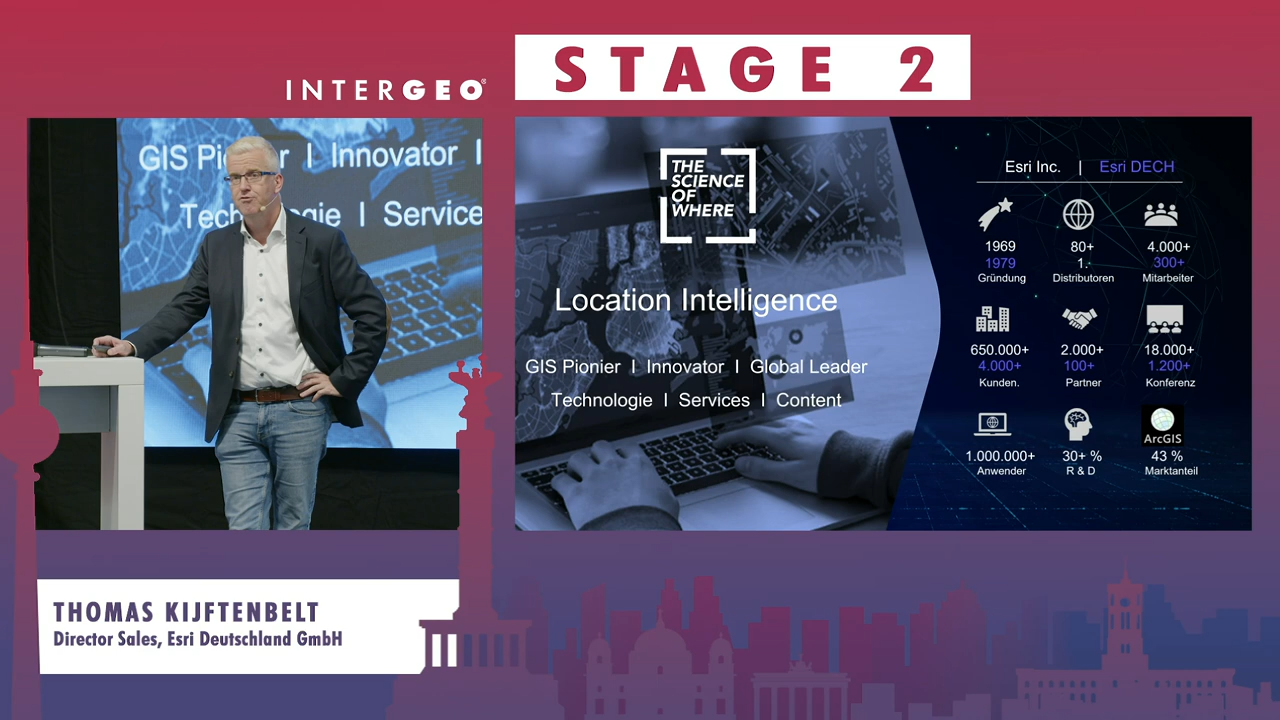 INTERGEO®
STAGE 2
GIS Pi r I Innovator I
Tech ogie I Service
THE
SCIENCE
OF
WHERE
Location Intelligence
GIS Pionier I Innovator I Global Leader
Technologie I Services I Content
Esri Inc. | Esri DECH
1969
1979
Gründung
80+
1.
Distributoren
4.000+
300+
Mitarbeiter
650.000+
4.000+
Kunden.
2.000+
100+
Partner
18.000+
1.200+
Konferenz
1.000.000+
Anwender
30+ %
R & D
ArcGIS
43 %
Marktanteil
THOMAS KIJFTENBELT
Director Sales, Esri Deutschland GmbH